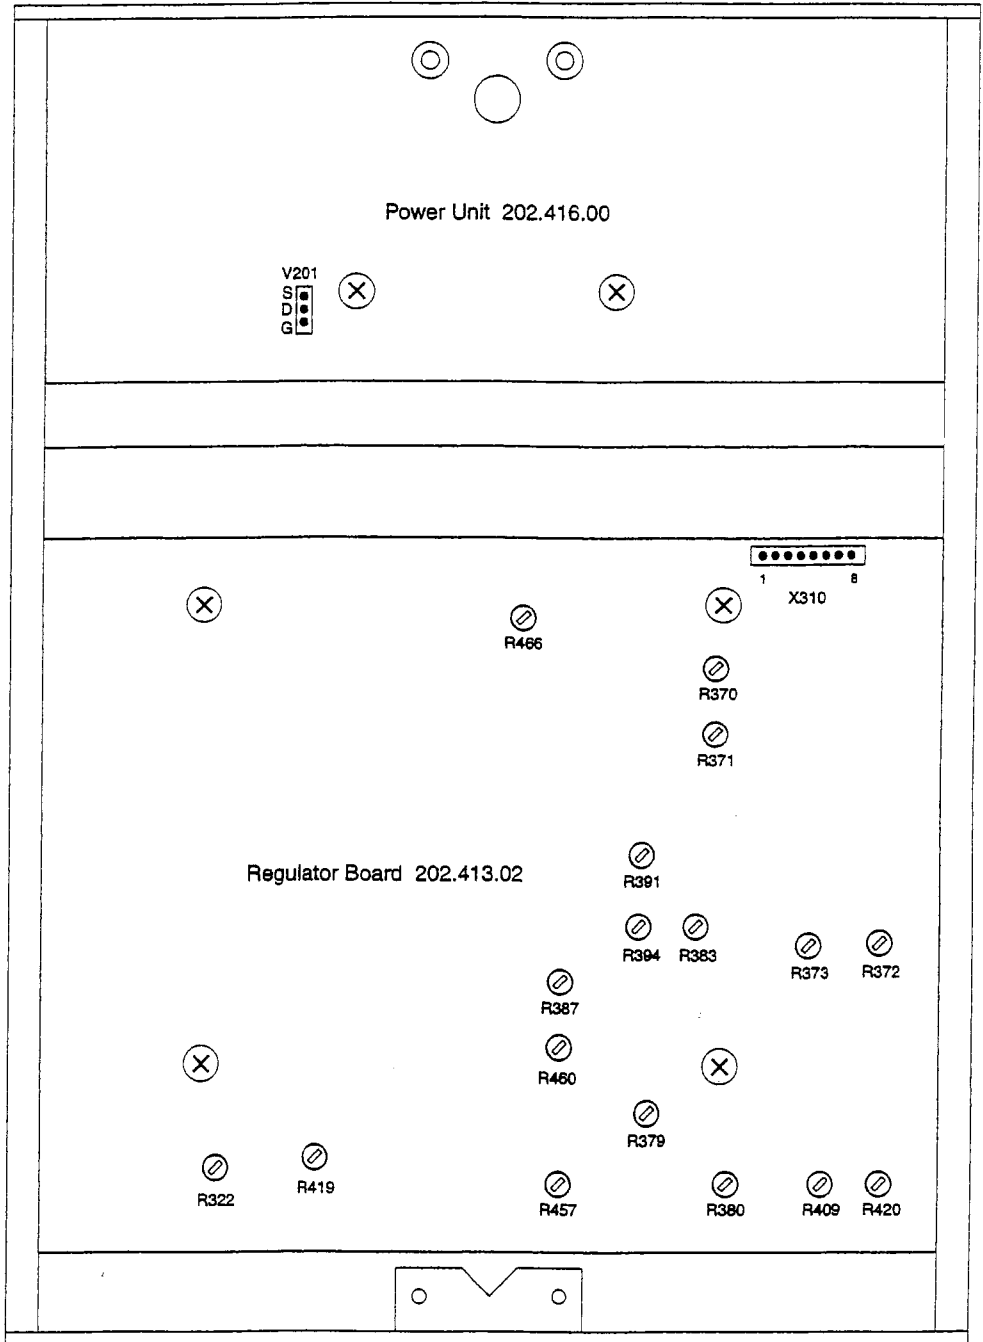 Power Unit 202.416.00
V201
S
D
G
1 8
X310
R466
R370
R371
Regulator Board 202.413.02
R391
R394 R383
R373 R372
R387
R460
R379
R322 R419
R457 R380 R409 R420